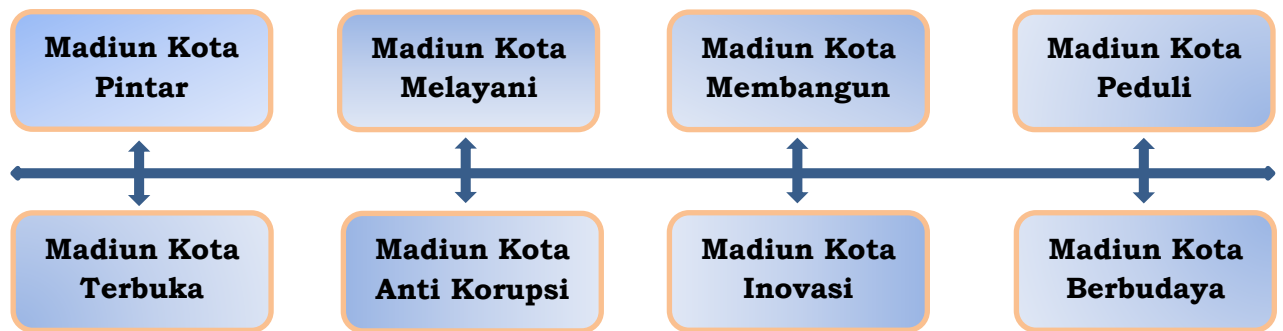 Madiun Kota
Pintar
Madiun Kota
Melayani
Madiun Kota
Membangun
Madiun Kota
Peduli
Madiun Kota
Terbuka
Madiun Kota
Anti Korupsi
Madiun Kota
Inovasi
Madiun Kota
Berbudaya